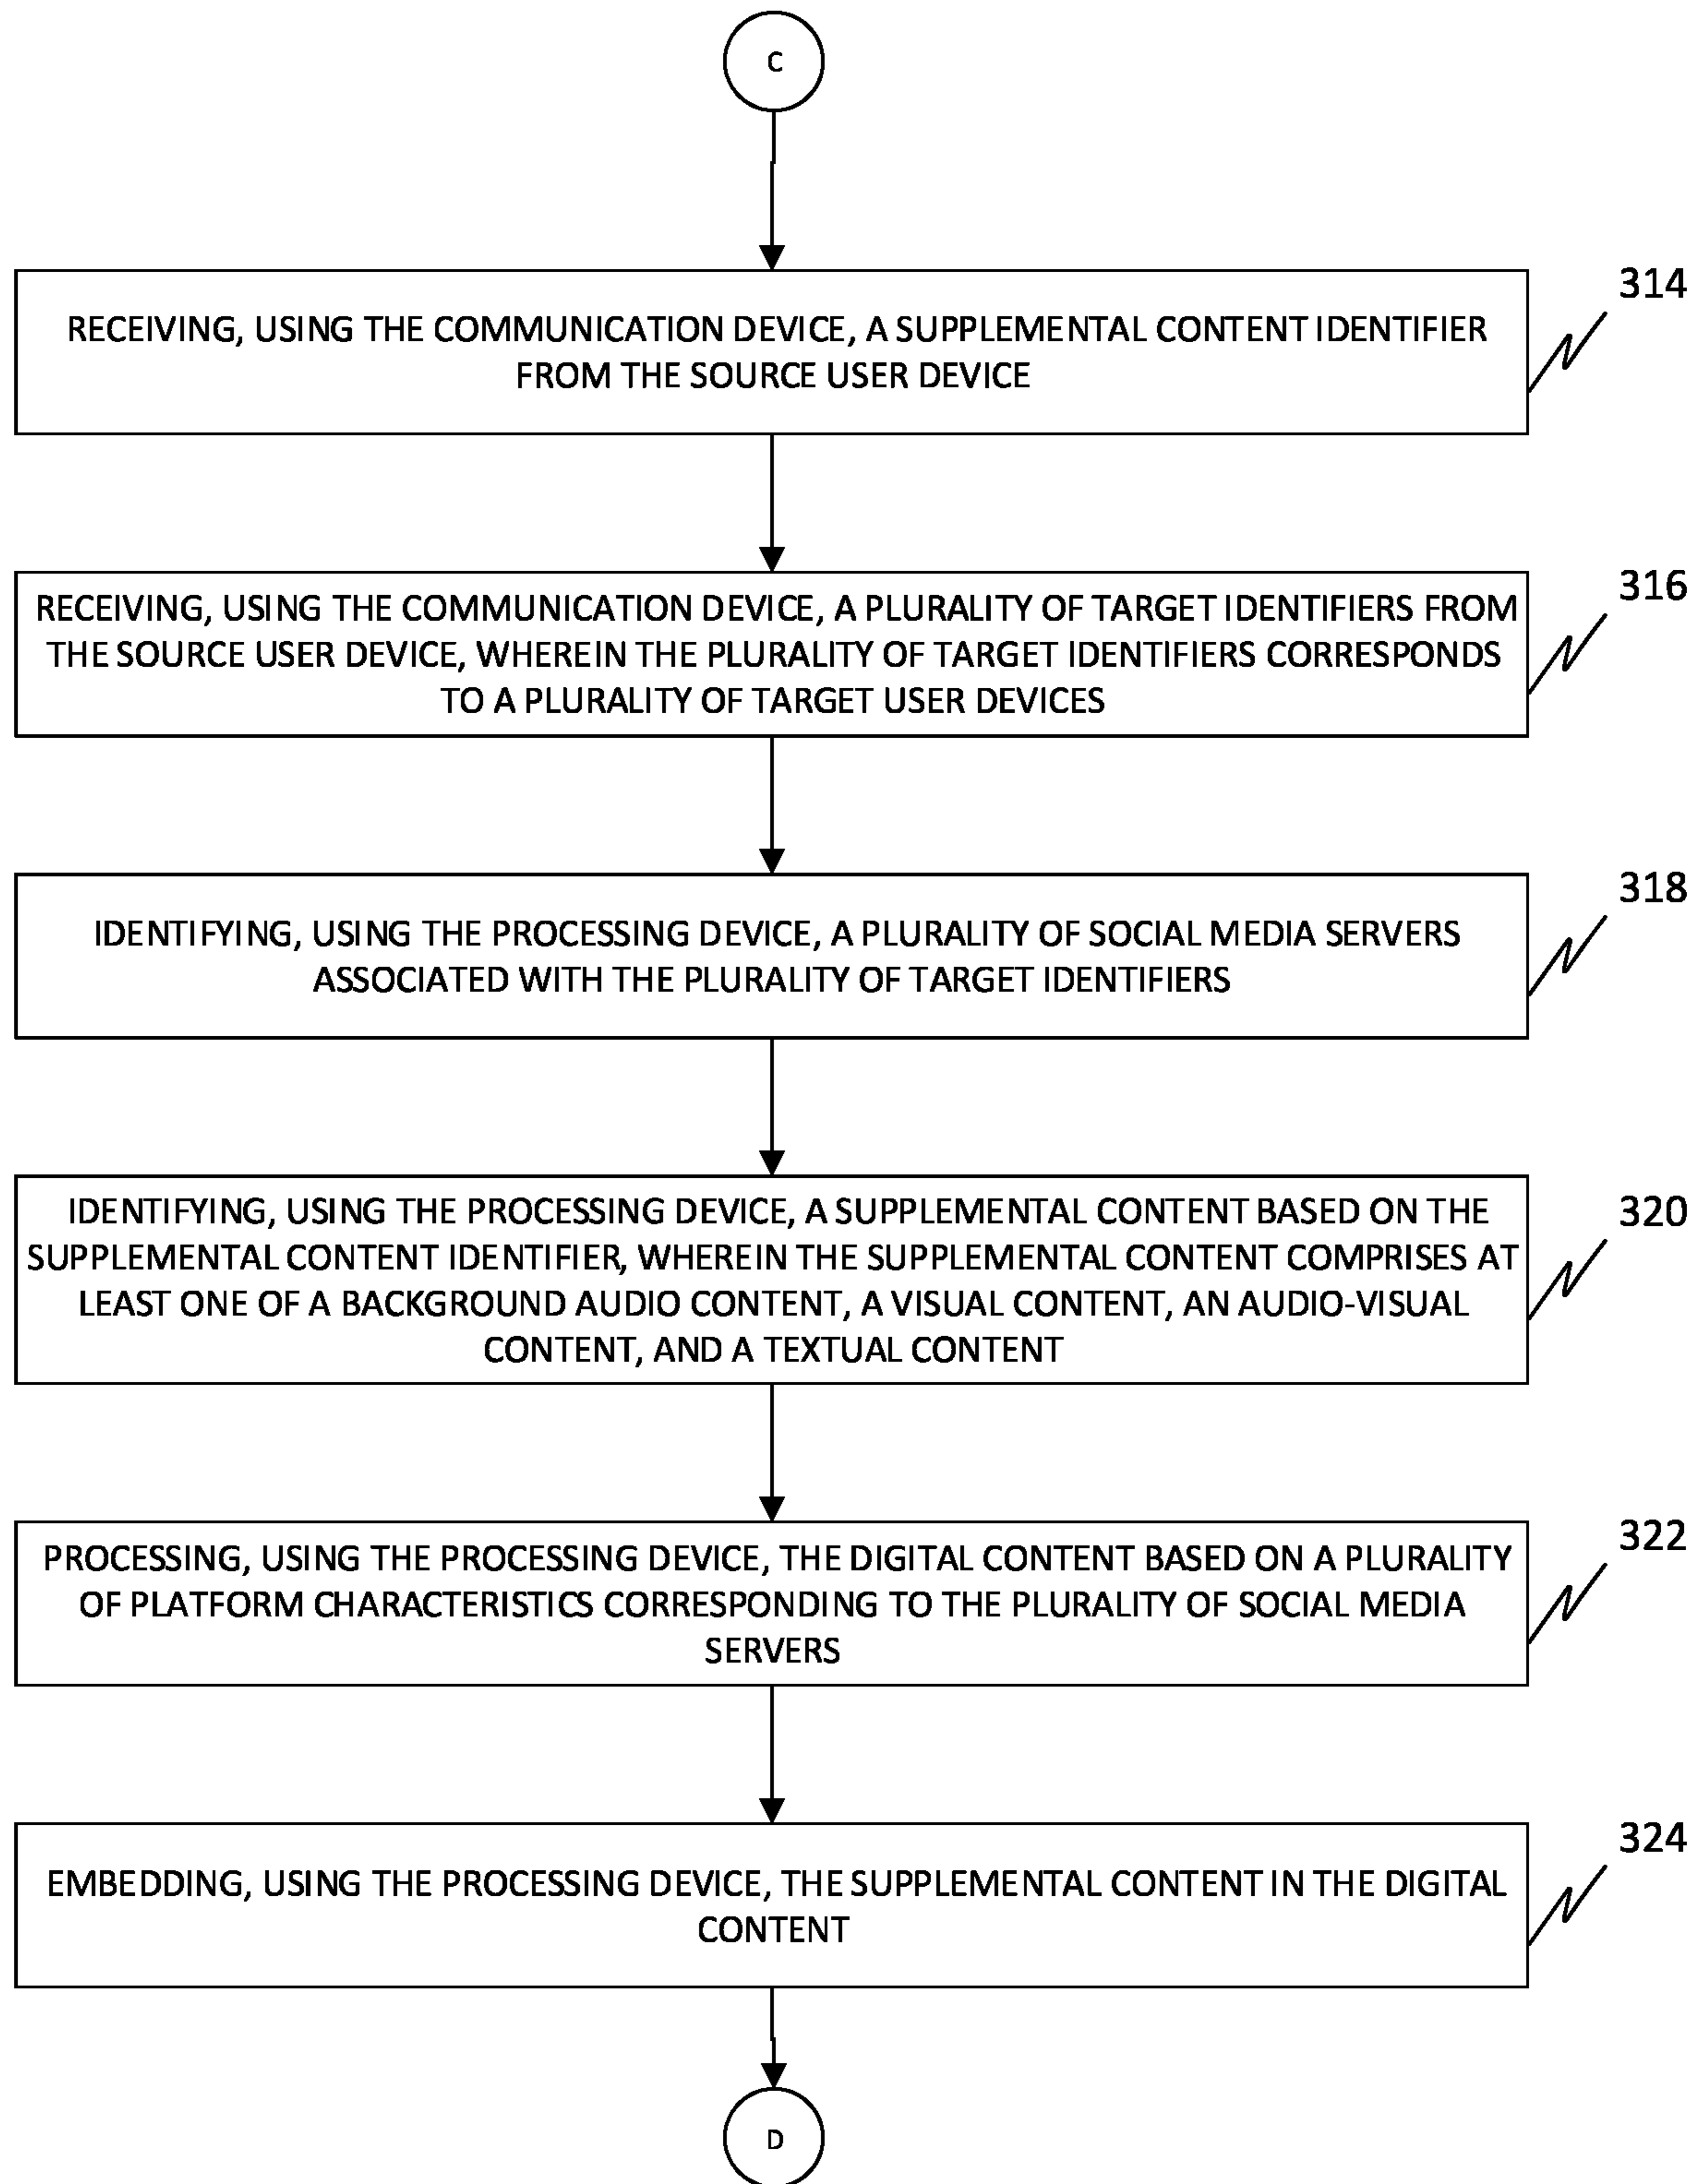 C
314
RECEIVING, USING THE COMMUNICATION DEVICE, A SUPPLEMENTAL CONTENT IDENTIFIER
FROM THE SOURCE USER DEVICE
316
RECEIVING, USING THE COMMUNICATION DEVICE, A PLURALITY OF TARGET IDENTIFIERS FROM
THE SOURCE USER DEVICE, WHEREIN THE PLURALITY OF TARGET IDENTIFIERS CORRESPONDS
TO A PLURALITY OF TARGET USER DEVICES
318
IDENTIFYING, USING THE PROCESSING DEVICE, A PLURALITY OF SOCIAL MEDIA SERVERS
ASSOCIATED WITH THE PLURALITY OF TARGET IDENTIFIERS
320
IDENTIFYING, USING THE PROCESSING DEVICE, A SUPPLEMENTAL CONTENT BASED ON THE
SUPPLEMENTAL CONTENT IDENTIFIER, WHEREIN THE SUPPLEMENTAL CONTENT COMPRISES AT
LEAST ONE OF A BACKGROUND AUDIO CONTENT, A VISUAL CONTENT, AN AUDIO-VISUAL
CONTENT, AND A TEXTUAL CONTENT
322
PROCESSING, USING THE PROCESSING DEVICE, THE DIGITAL CONTENT BASED ON A PLURALITY
OF PLATFORM CHARACTERISTICS CORRESPONDING TO THE PLURALITY OF SOCIAL MEDIA
SERVERS
324
EMBEDDING, USING THE PROCESSING DEVICE, THE SUPPLEMENTAL CONTENT IN THE DIGITAL
CONTENT
D